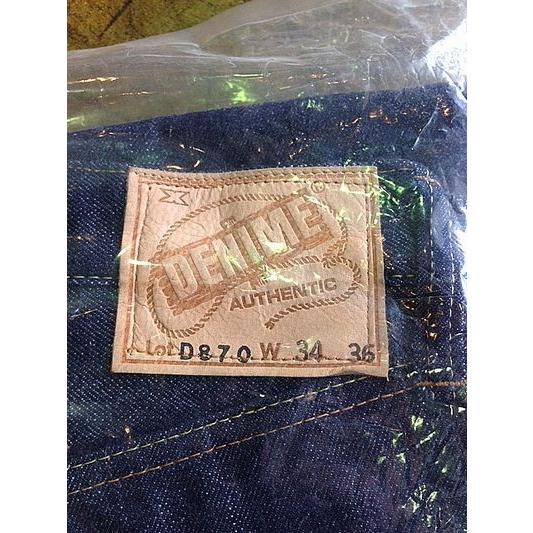 ®
DENIME
AUTHENTIC
Lot D870 W 34 36